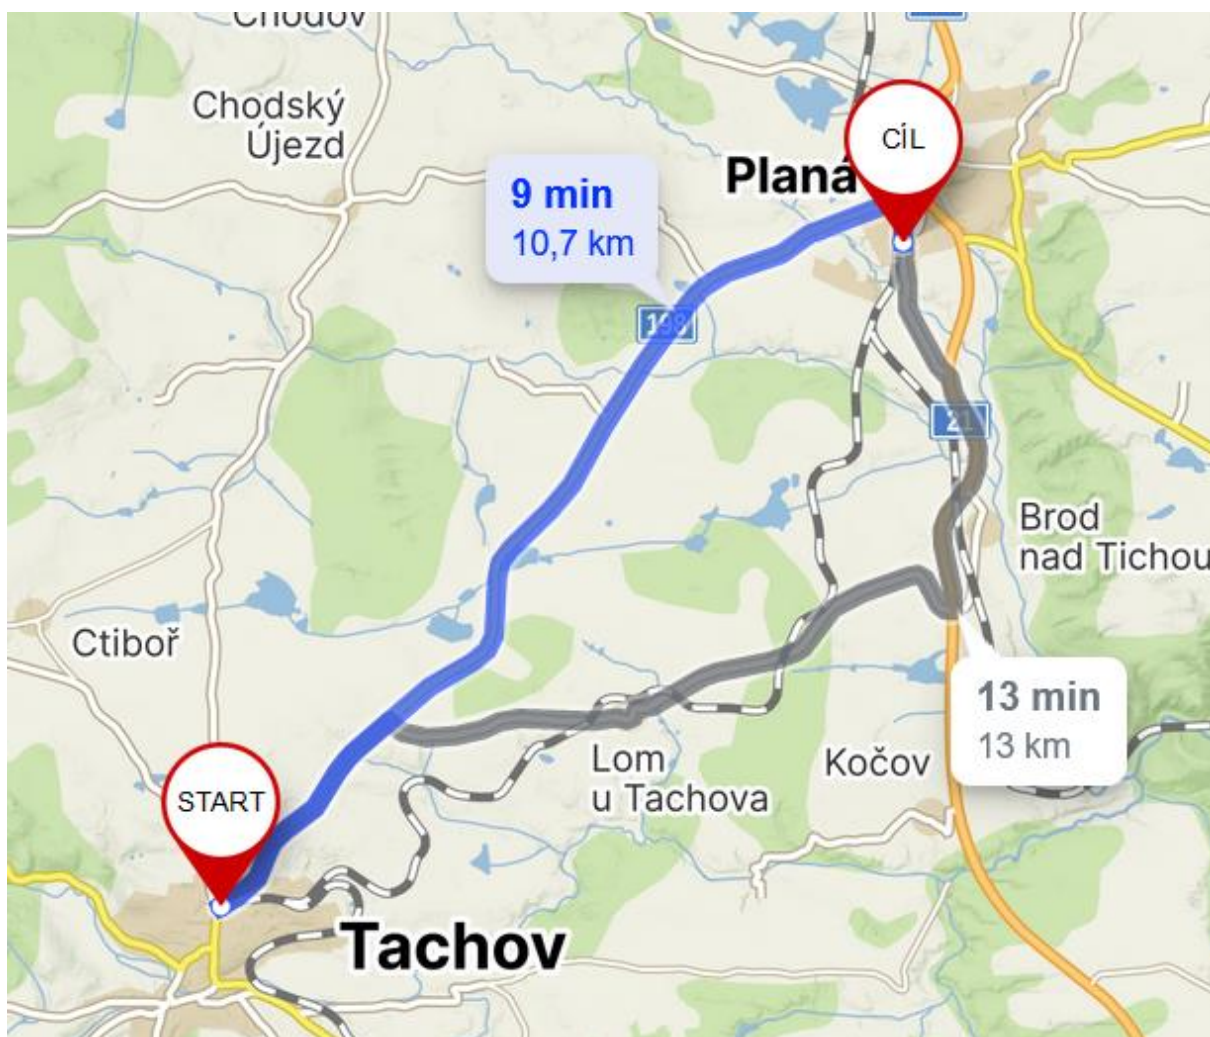 Chodov
Chodský
Újezd
CÍL
Planá
9 min
10,7 km
198
21
Brod
nad Tichou
Ctiboř
13 min
13 km
Lom
u Tachova
Kočov
START
Tachov